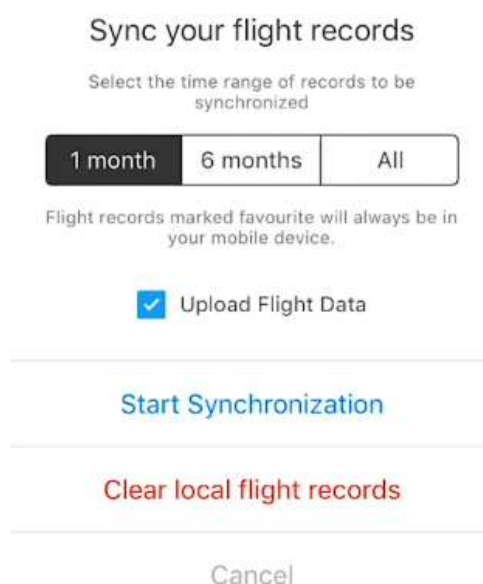 Sync your flight records
Select the time range of records to be
synchronized
1 month 6 months All
Flight records marked favourite will always be in
your mobile device.
Upload Flight Data
Start Synchronization
Clear local flight records
Cancel